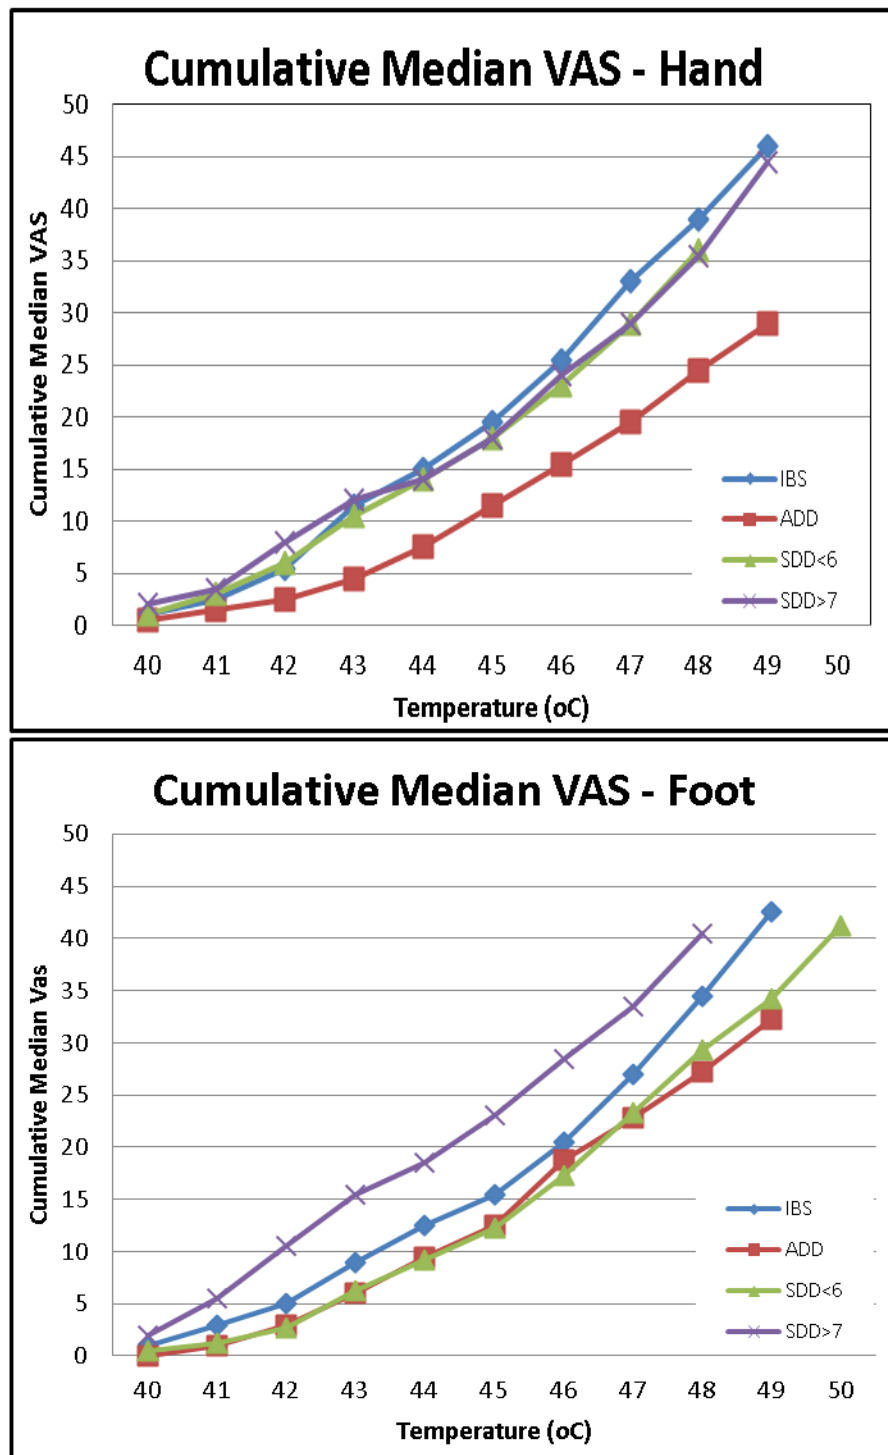 Cumulative Median VAS - Hand
50
45
40
35
30
25
20
15
10
5
0
Cumulative Median VAS
IBS
ADD
SDD<6
SDD>7
40 41 42 43 44 45 46 47 48 49 50
Temperature (oC)
Cumulative Median VAS - Foot
50
45
40
35
30
25
20
15
10
5
0
Cumulative Median Vas
IBS
ADD
SDD<6
SDD>7
40 41 42 43 44 45 46 47 48 49 50
Temperature (oC)